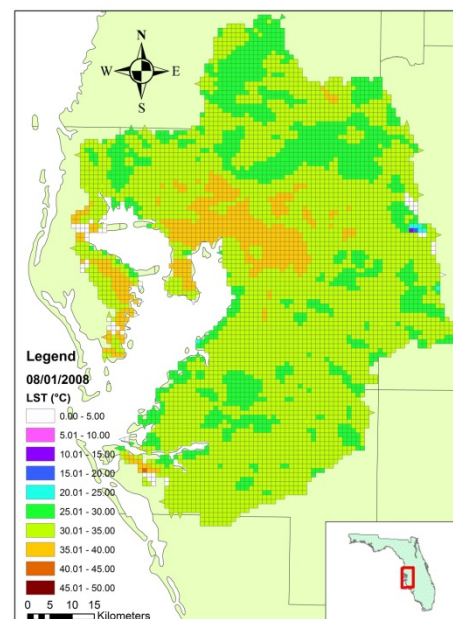 N
W E
S
Legend
08/01/2008
LST (°C)
0.00 - 5.00
5.01 - 10.00
10.01 - 15.00
15.01 - 20.00
20.01 - 25.00
25.01 - 30.00
30.01 - 35.00
35.01 - 40.00
40.01 - 45.00
45.01 - 50.00
0 5 10 15
Kilometers